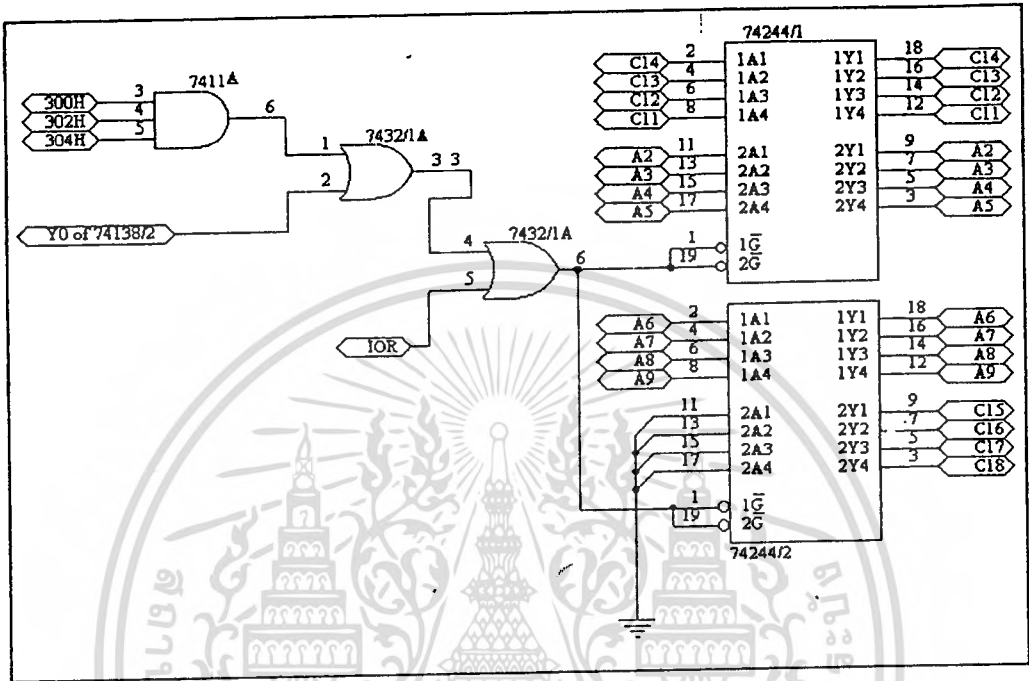 7411A
300H 3
302H 4
304H 5
6
7432/1A
1
2
3 3
Y0 of 74138/2
7432/1A
4
5
6
IOR
74244/1
C14 2 1A1 1Y1 18 C14
C13 4 1A2 1Y2 16 C13
C12 6 1A3 1Y3 14 C12
C11 8 1A4 1Y4 12 C11
A2 11 2A1 2Y1 9 A2
A3 13 2A2 2Y2 7 A3
A4 15 2A3 2Y3 5 A4
A5 17 2A4 2Y4 3 A5
1 1G̅
19 2G̅
A6 2 1A1 1Y1 18 A6
A7 4 1A2 1Y2 16 A7
A8 6 1A3 1Y3 14 A8
A9 8 1A4 1Y4 12 A9
11 2A1 2Y1 9 C15
13 2A2 2Y2 7 C16
15 2A3 2Y3 5 C17
17 2A4 2Y4 3 C18
1 1G̅
19 2G̅
74244/2